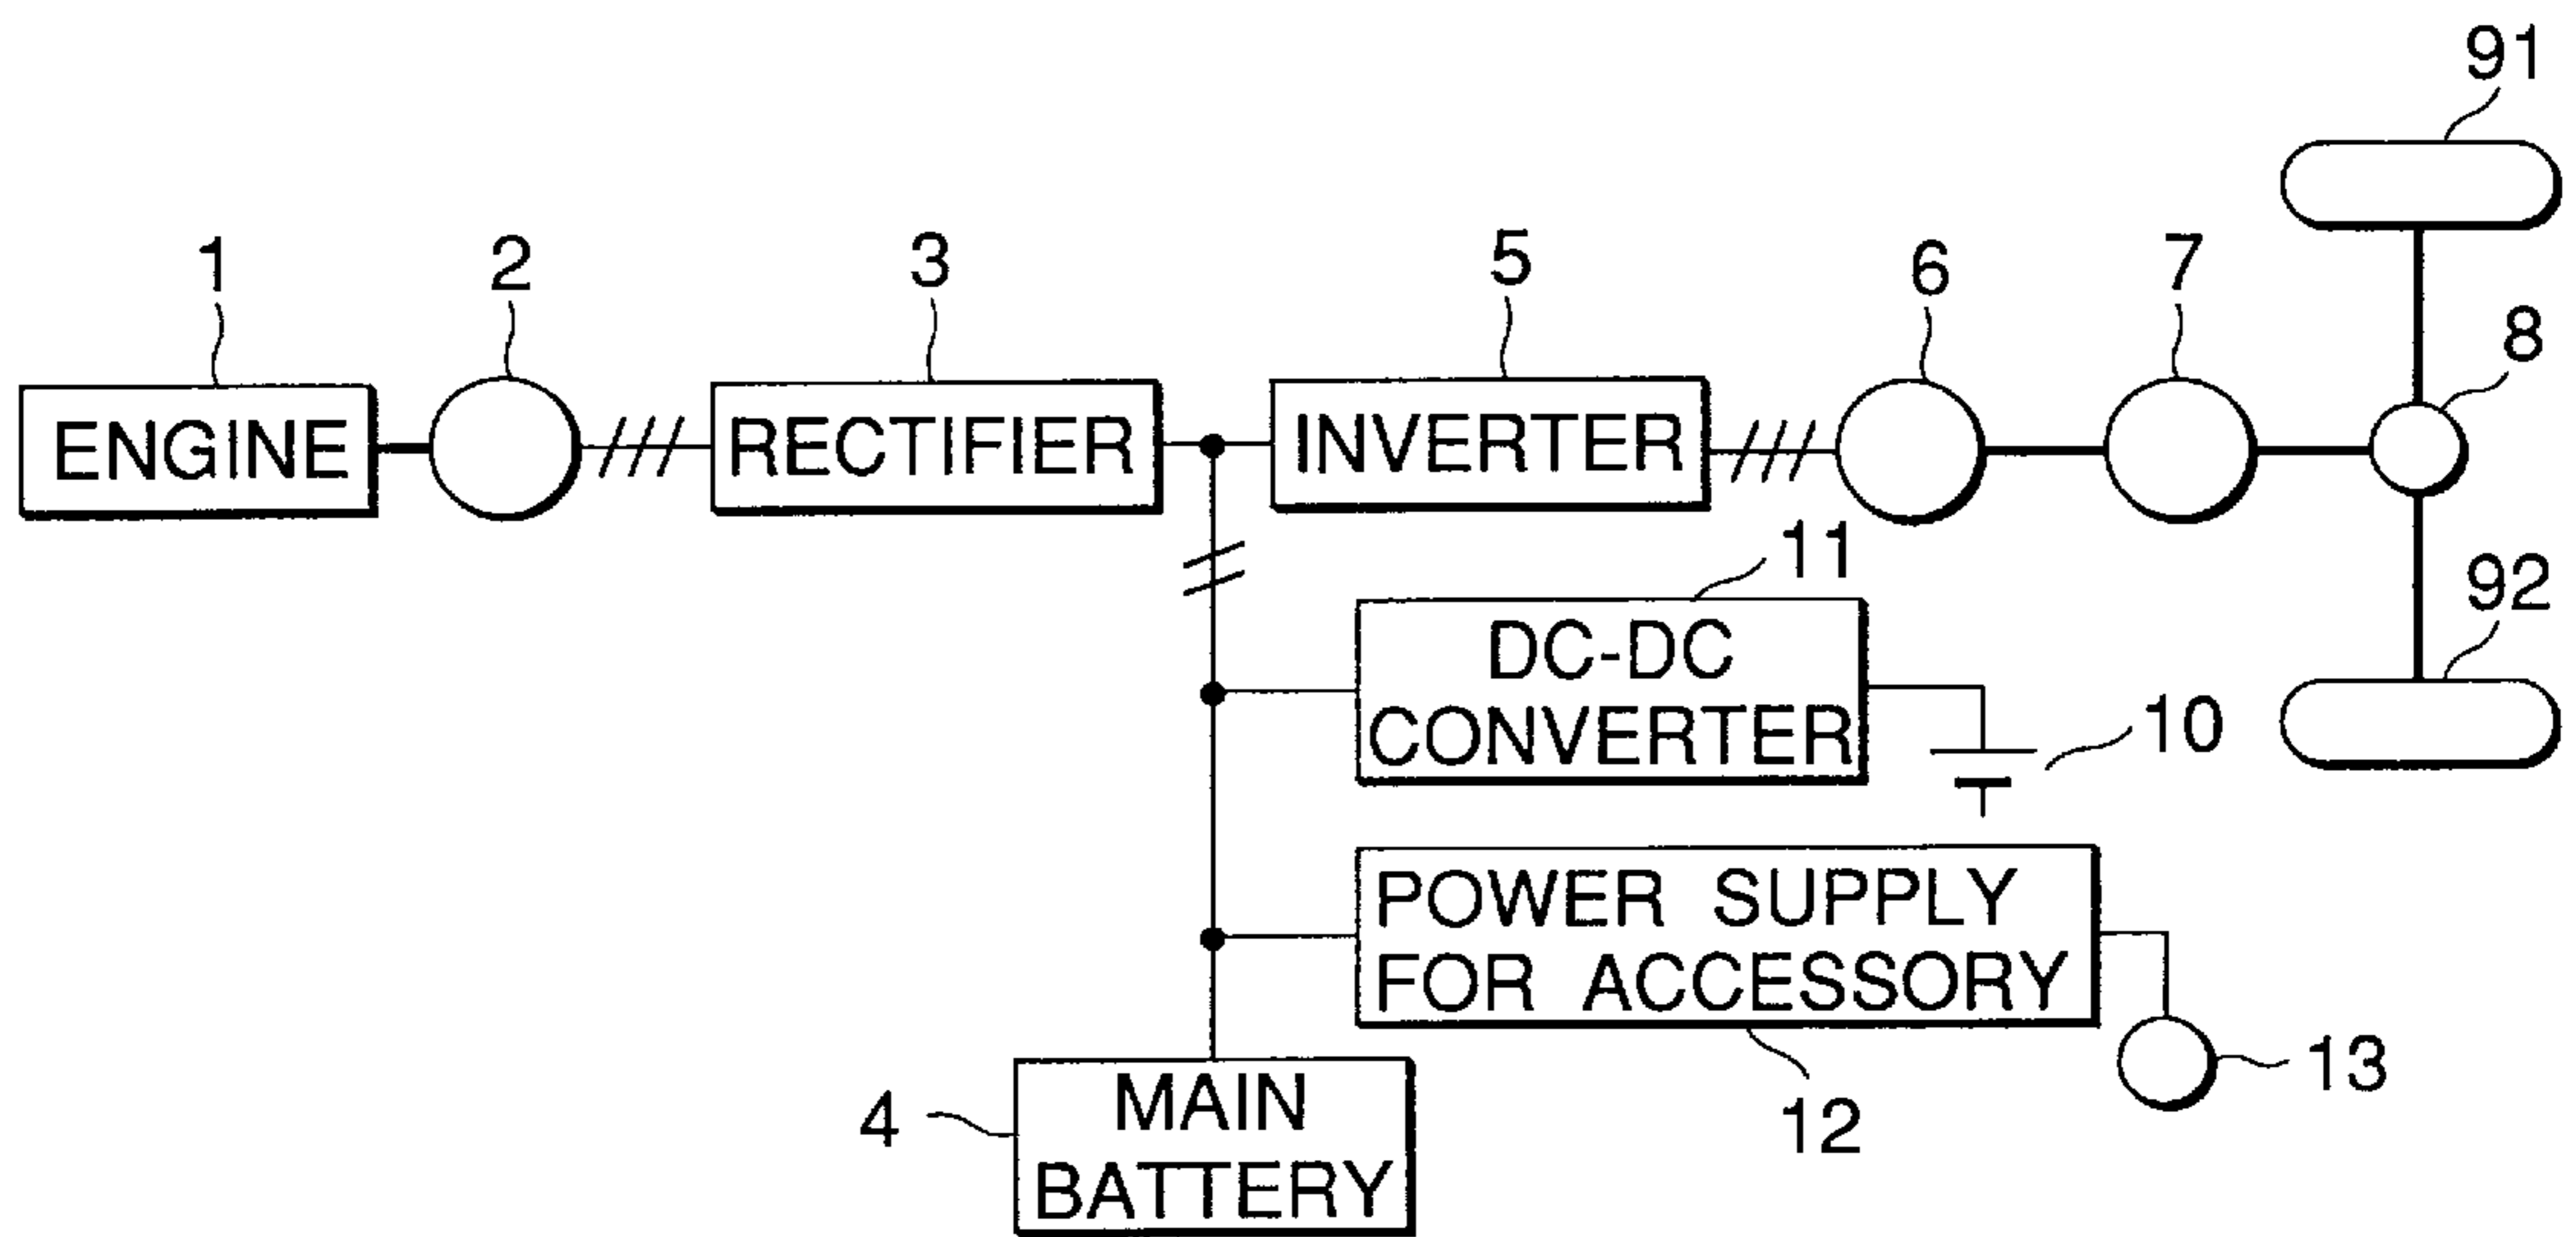 91
1
2
3
5
6
7
8
ENGINE
RECTIFIER
INVERTER
11
92
DC-DC
CONVERTER
10
POWER SUPPLY
FOR ACCESSORY
13
4
MAIN
BATTERY
12